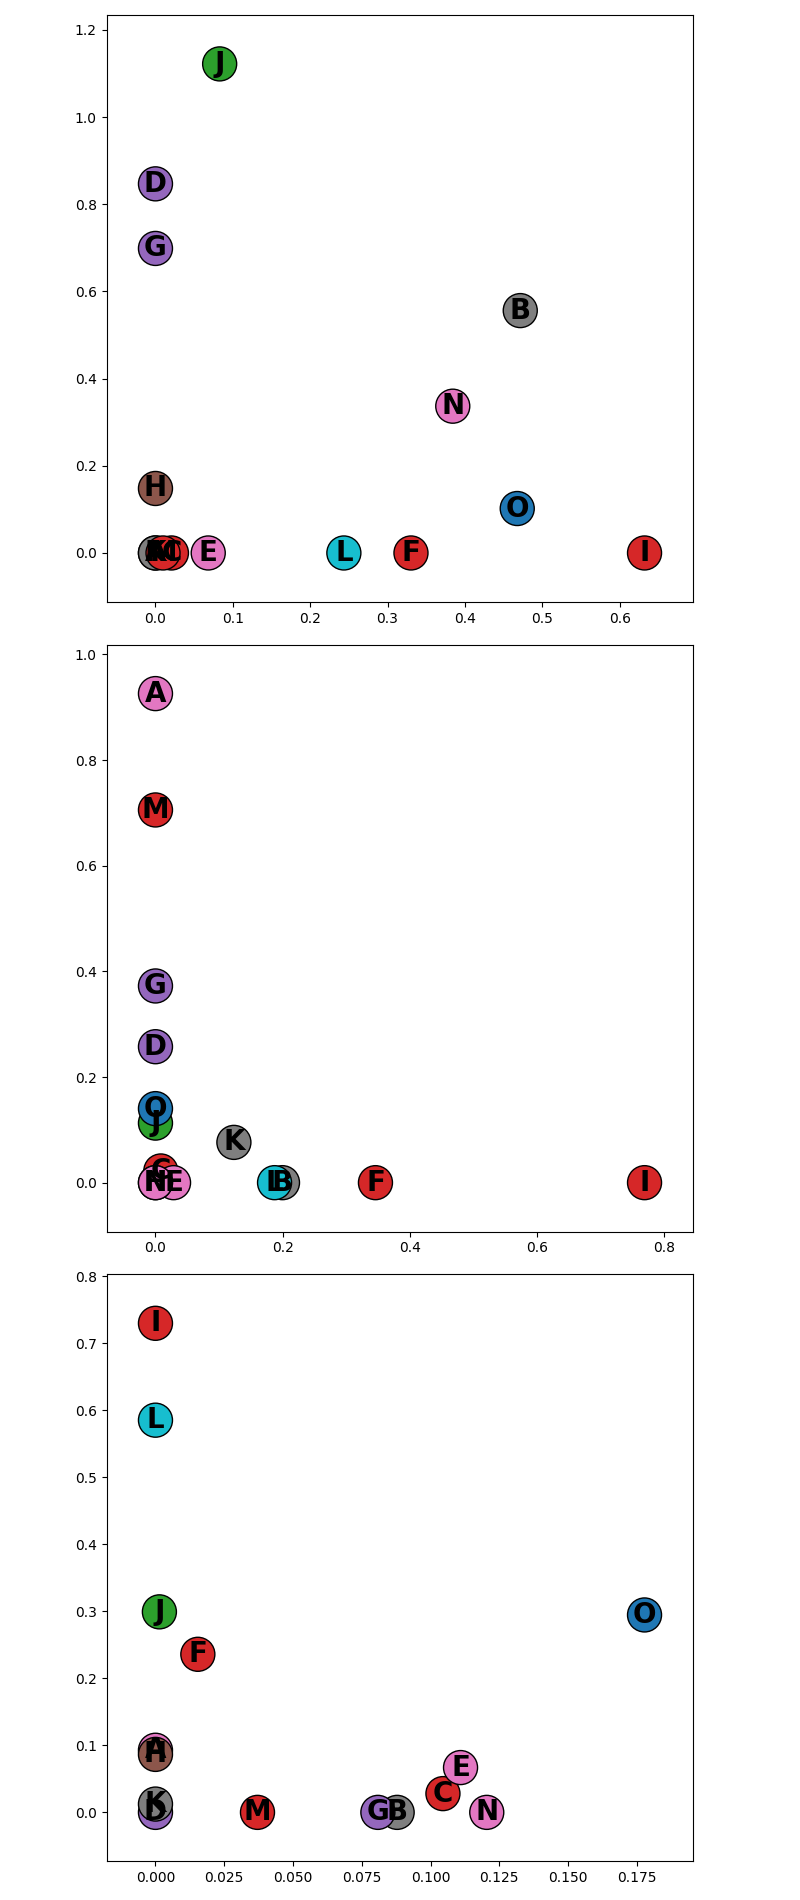 1.2
J
1.0
D
0.8
G
0.6
B
0.4
N
0.2
H
O
0.0
K C E L F I
0.0 0.1 0.2 0.3 0.4 0.5 0.6
1.0
A
0.8
M
0.6
0.4
G
D
0.2
O
J
K
C
0.0
N E L B F I
0.0 0.2 0.4 0.6 0.8
0.8
I
0.7
0.6
L
0.5
0.4
0.3
J O
F
0.2
0.1
A
H
E
C
K
0.0
D M G B N
0.000 0.025 0.050 0.075 0.100 0.125 0.150 0.175